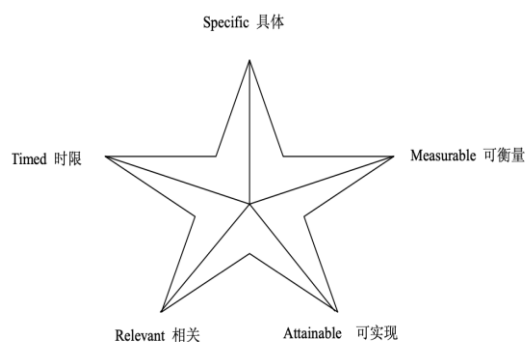 Specific 具体
Timed 时限
Measurable 可衡量
Relevant 相关
Attainable 可实现